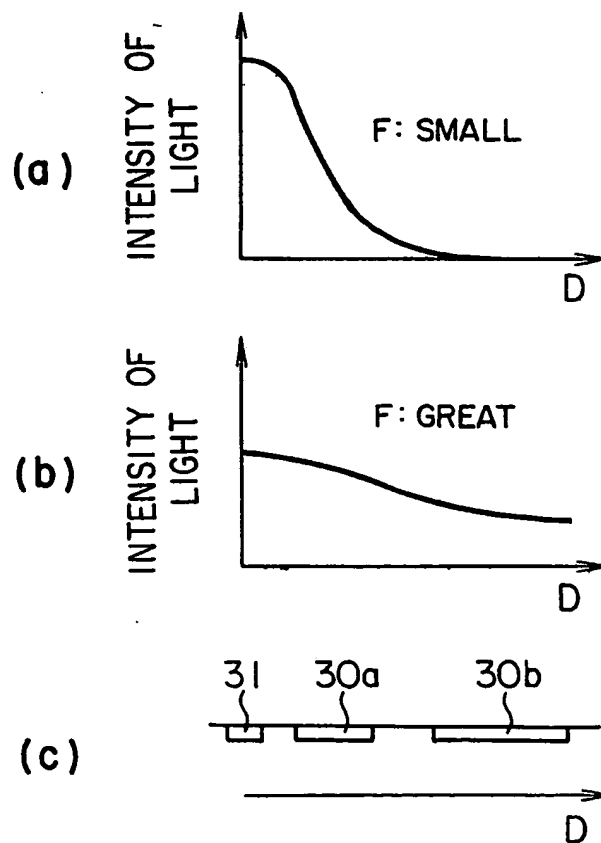 (a)
INTENSITY OF
LIGHT
F: SMALL
D
(b)
INTENSITY OF
LIGHT
F: GREAT
D
(c)
31 30a 30b
D